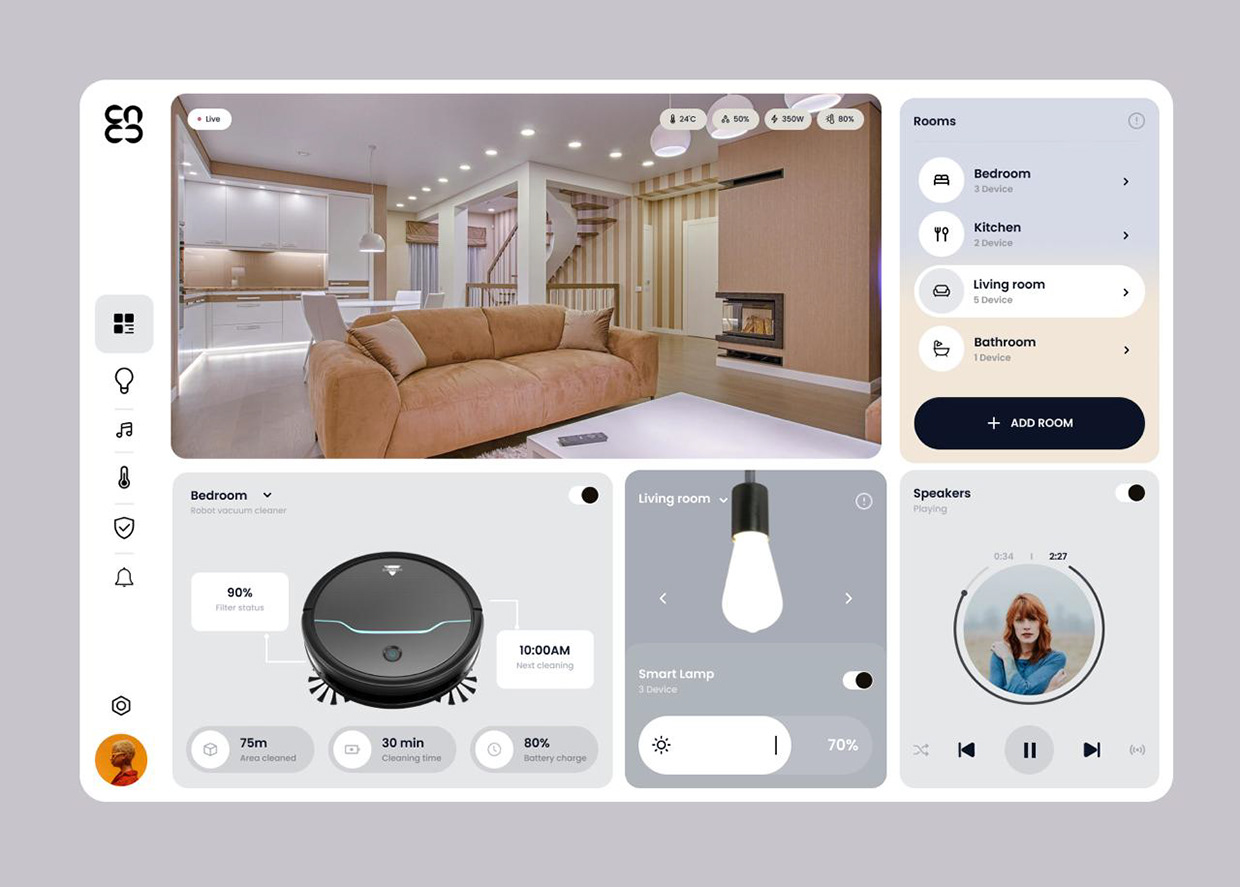 Live
24°C
50%
350W
80%
Rooms
Bedroom
3 Device
Kitchen
2 Device
Living room
5 Device
Bathroom
1 Device
ADD ROOM
Bedroom
Robot vacuum cleaner
90%
Filter status
10:00AM
Next cleaning
75m
Area cleaned
30 min
Cleaning time
80%
Battery charge
Living room
Smart Lamp
3 Device
70%
Speakers
Playing
0:34 | 2:27